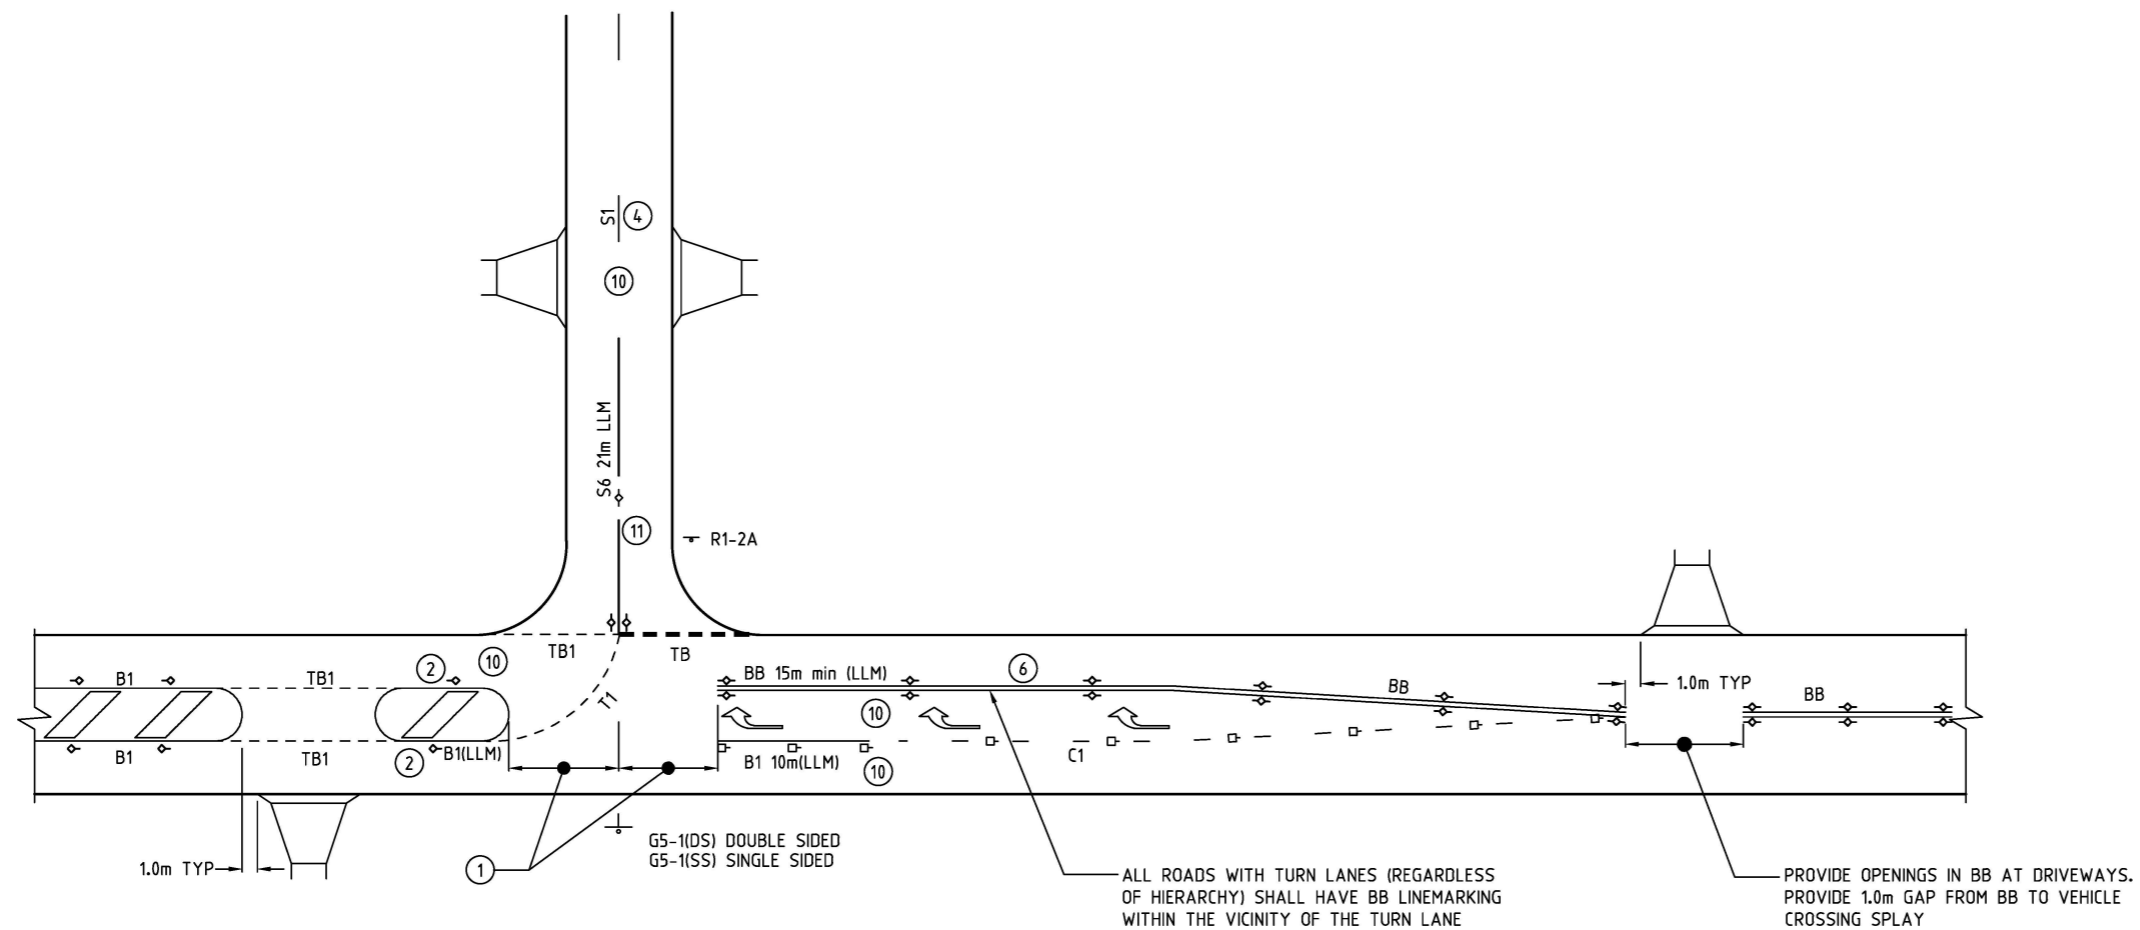 S1
4
10
S6 21m LLM
11
R1-2A
TB1
TB
10
2
B1
TB1
T1
BB 15m min (LLM)
6
BB
1.0m TYP
BB
10
B1
TB1
2
B1(LLM)
B1 10m(LLM)
10
C1
1.0m TYP
1
G5-1(DS) DOUBLE SIDED
G5-1(SS) SINGLE SIDED
ALL ROADS WITH TURN LANES (REGARDLESS
OF HIERARCHY) SHALL HAVE BB LINEMARKING
WITHIN THE VICINITY OF THE TURN LANE
PROVIDE OPENINGS IN BB AT DRIVEWAYS.
PROVIDE 1.0m GAP FROM BB TO VEHICLE
CROSSING SPLAY